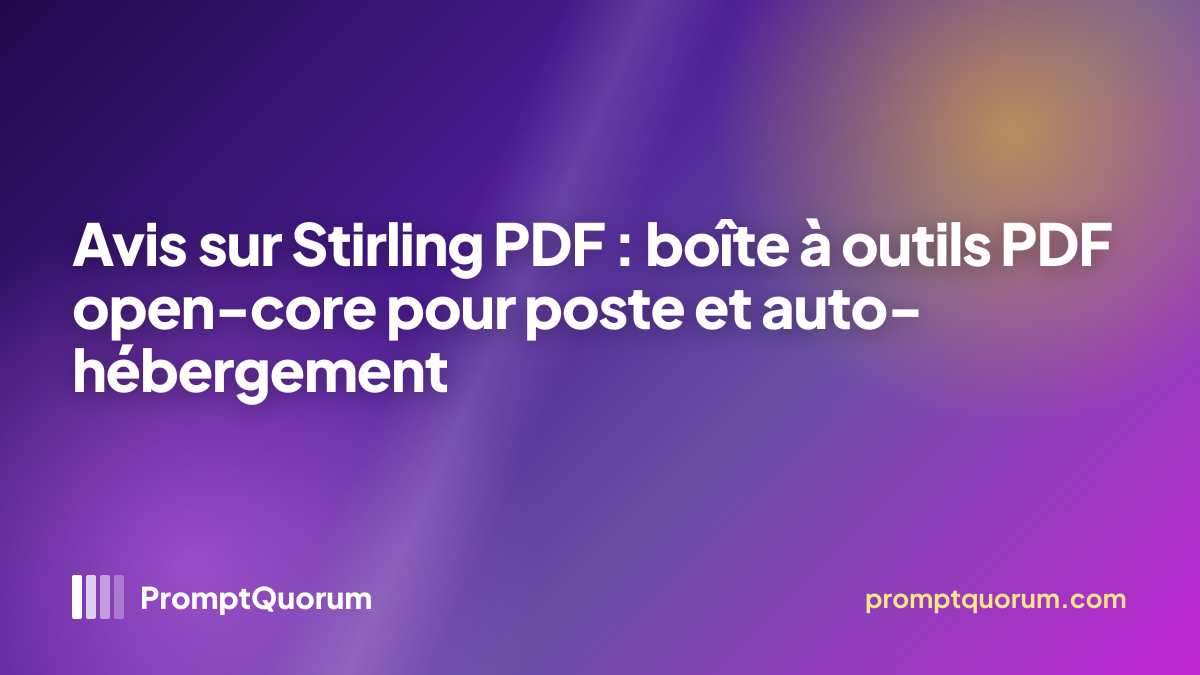 Avis sur Stirling PDF : boîte à outils PDF
open-core pour poste et auto-
hébergement
PromptQuorum
promptquorum.com